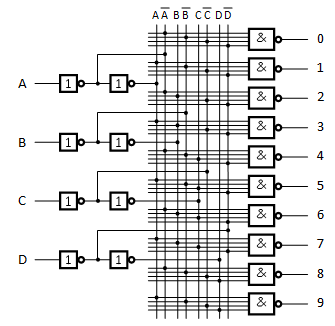 A A̅ B B̅ C C̅ D D̅
& 0
& 1
A 1 1
& 2
& 3
B 1 1
& 4
& 5
C 1 1
& 6
& 7
D 1 1
& 8
& 9